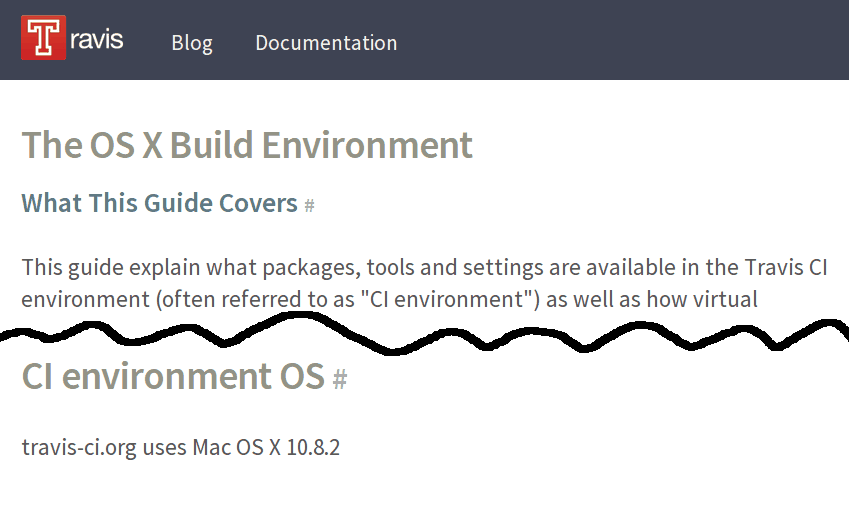 Travis Blog Documentation
The OS X Build Environment
What This Guide Covers #
This guide explain what packages, tools and settings are available in the Travis CI
environment (often referred to as "CI environment") as well as how virtual
CI environment OS #
travis-ci.org uses Mac OS X 10.8.2